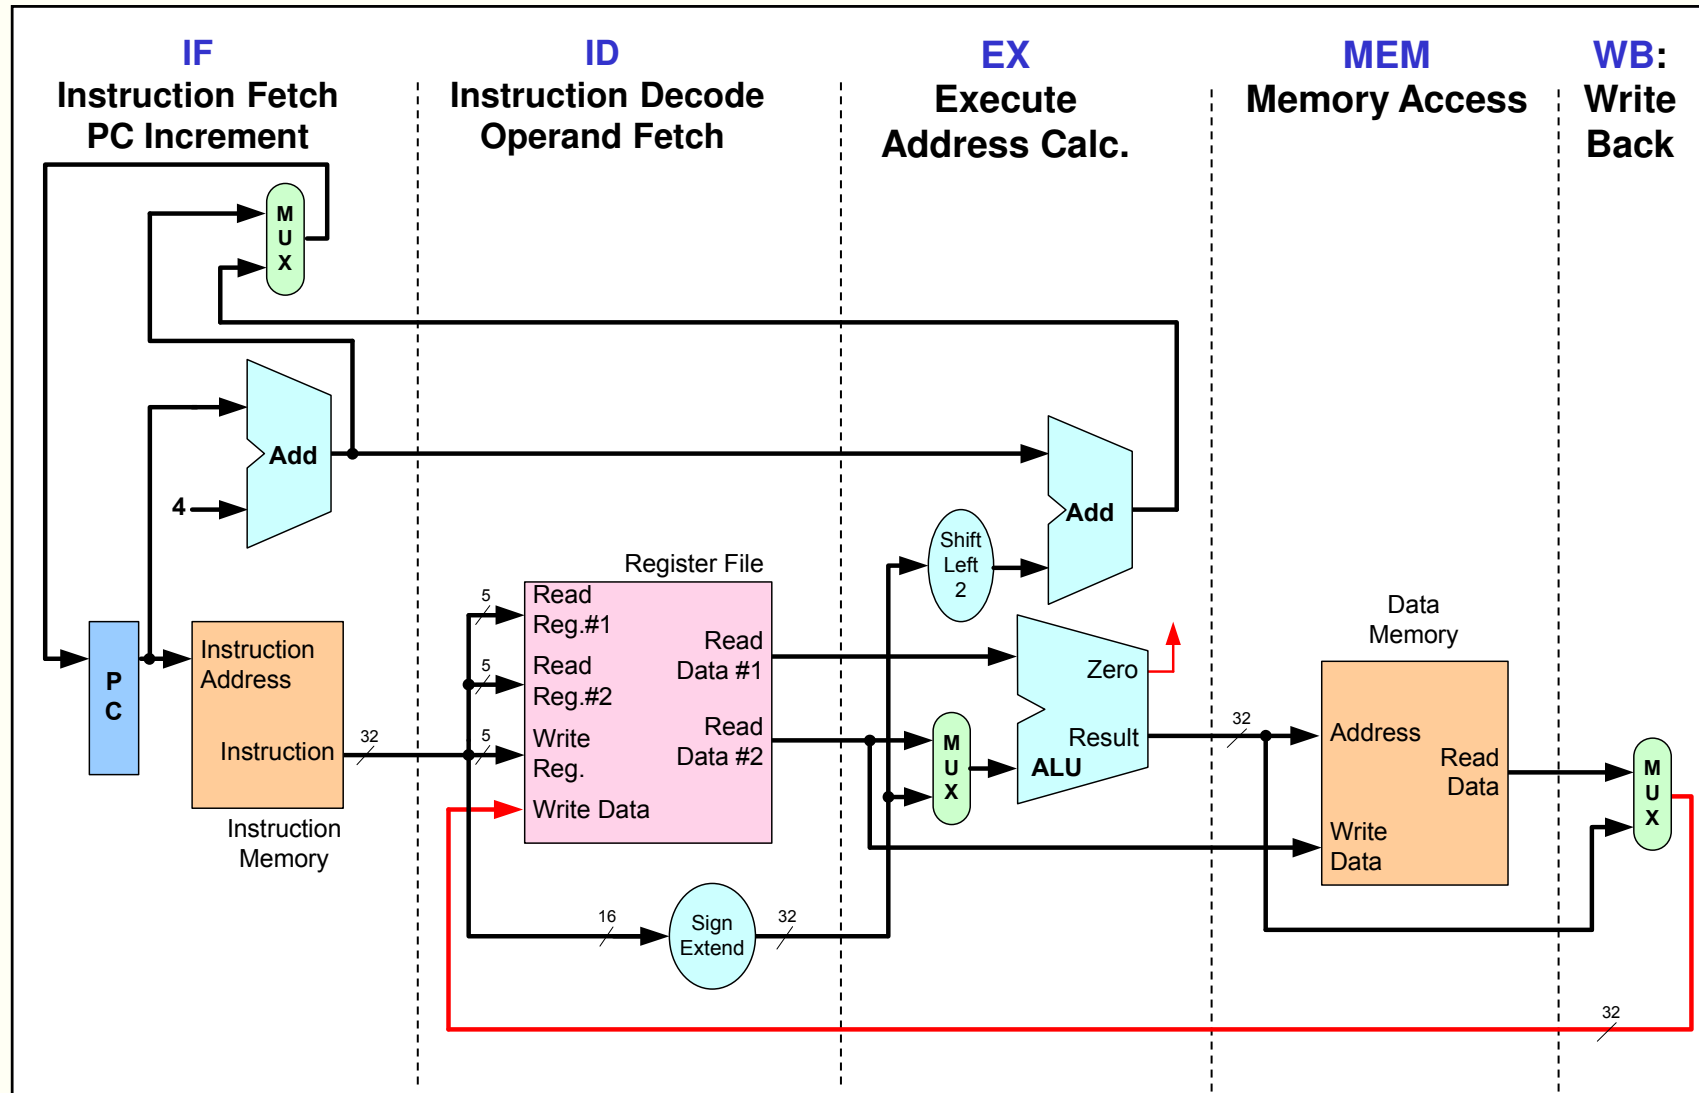 IF
Instruction Fetch
PC Increment
ID
Instruction Decode
Operand Fetch
EX
Execute
Address Calc.
MEM
Memory Access
WB:
Write
Back
M
U
X
Add
4
P
C
Instruction
Address
Instruction
32
Instruction
Memory
Register File
5
Read
Reg.#1
5
Read
Reg.#2
5
Write
Reg.
Write Data
Read
Data #1
Read
Data #2
16
Sign
Extend
32
Shift
Left
2
Add
M
U
X
Zero
Result
ALU
32
Data
Memory
Address
Read
Data
Write
Data
M
U
X
32